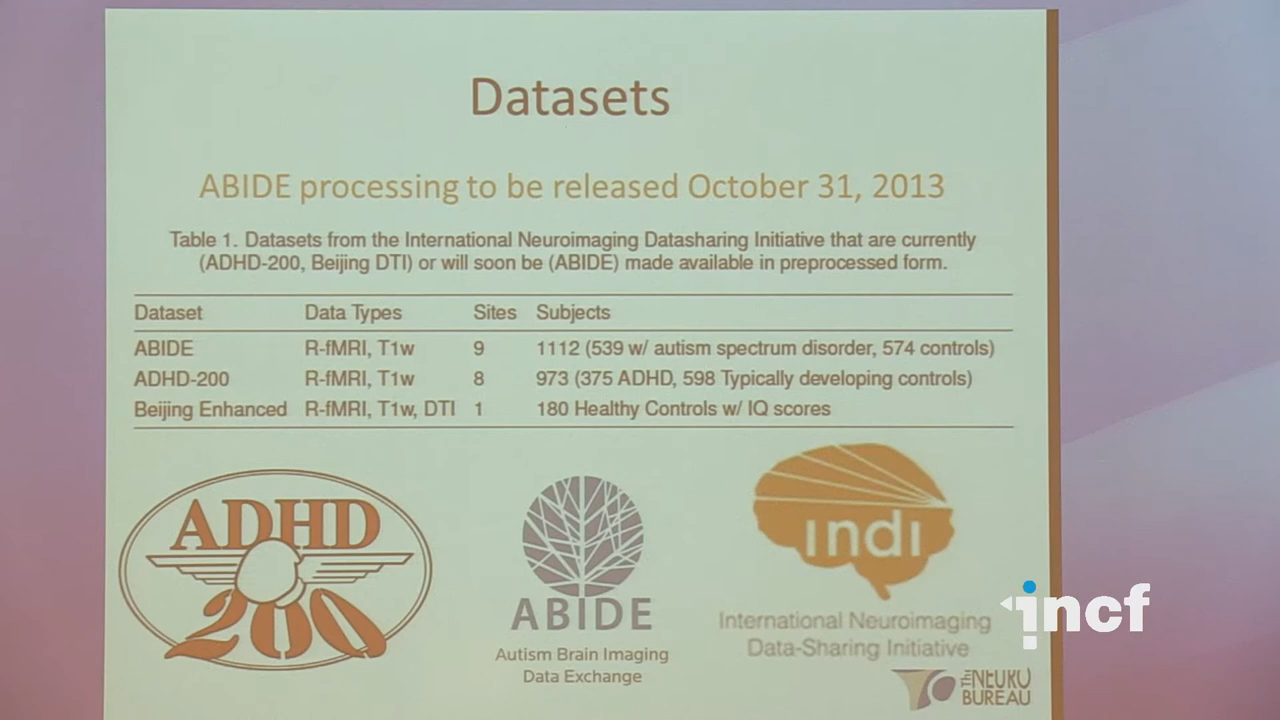 Datasets
ABIDE processing to be released October 31, 2013
Table 1. Datasets from the International Neuroimaging Datasharing Initiative that are currently
(ADHD-200, Beijing DTI) or will soon be (ABIDE) made available in preprocessed form.
Dataset Data Types Sites Subjects
ABIDE R-fMRI, T1w 9 1112 (539 w/ autism spectrum disorder, 574 controls)
ADHD-200 R-fMRI, T1w 8 973 (375 ADHD, 598 Typically developing controls)
Beijing Enhanced R-fMRI, T1w, DTI 1 180 Healthy Controls w/ IQ scores
ADHD
200
ABIDE
Autism Brain Imaging
Data Exchange
indi
International Neuroimaging
Data-Sharing Initiative
incf
The NEURO
BUREAU